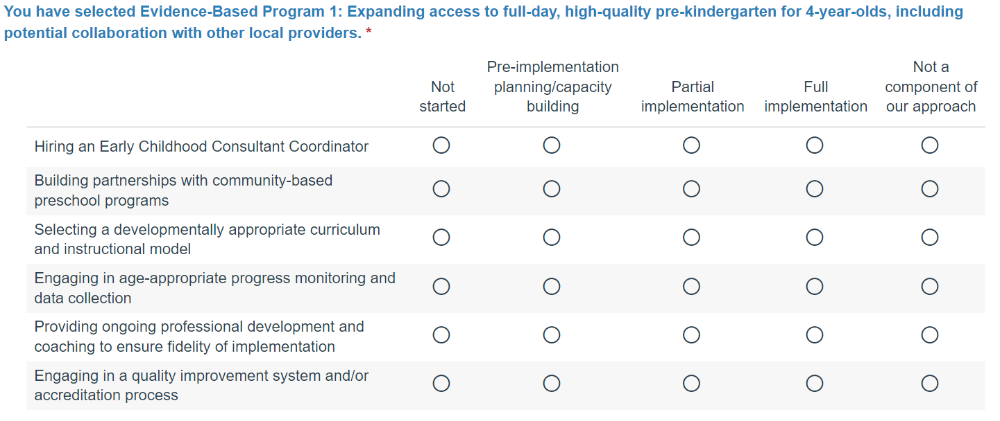 You have selected Evidence-Based Program 1: Expanding access to full-day, high-quality pre-kindergarten for 4-year-olds, including
potential collaboration with other local providers. *
Not
started
Pre-implementation
planning/capacity
building
Partial
implementation
Full
implementation
Not a
component of
our approach
Hiring an Early Childhood Consultant Coordinator
Building partnerships with community-based
preschool programs
Selecting a developmentally appropriate curriculum
and instructional model
Engaging in age-appropriate progress monitoring and
data collection
Providing ongoing professional development and
coaching to ensure fidelity of implementation
Engaging in a quality improvement system and/or
accreditation process